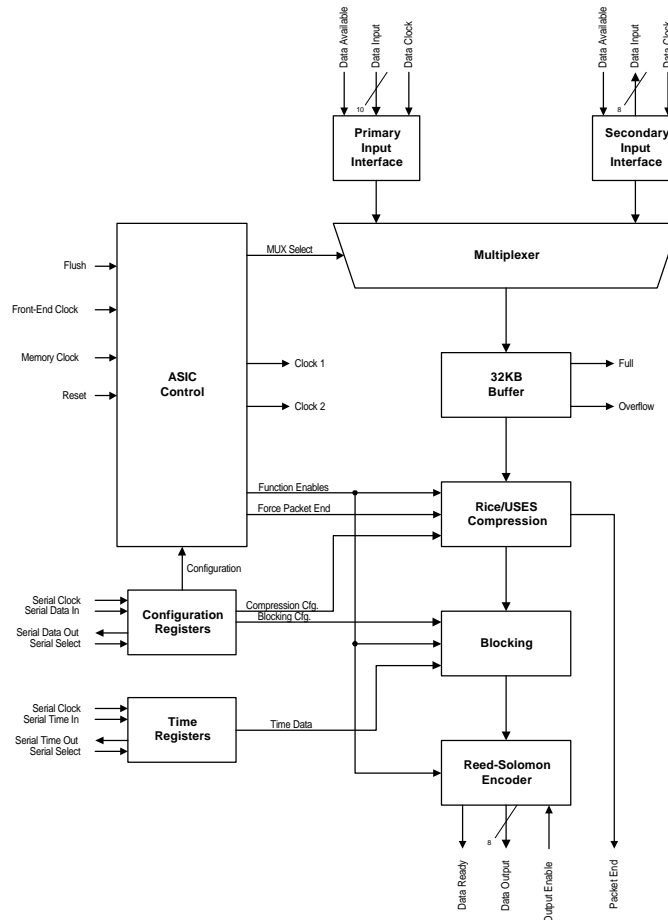 Data Available
Data Input
Data Clock
Data Available
Data Input
Data Clock
10
8
Primary
Input
Interface
Secondary
Input
Interface
MUX Select
Multiplexer
Flush
Front-End Clock
Memory Clock
Reset
ASIC
Control
Clock 1
Clock 2
32KB
Buffer
Full
Overflow
Function Enables
Force Packet End
Rice/USES
Compression
Configuration
Serial Clock
Serial Data In
Serial Data Out
Serial Select
Configuration
Registers
Compression Cfg.
Blocking Cfg.
Blocking
Serial Clock
Serial Time In
Serial Time Out
Serial Select
Time
Registers
Time Data
Reed-Solomon
Encoder
8
Data Ready
Data Output
Output Enable
Packet End